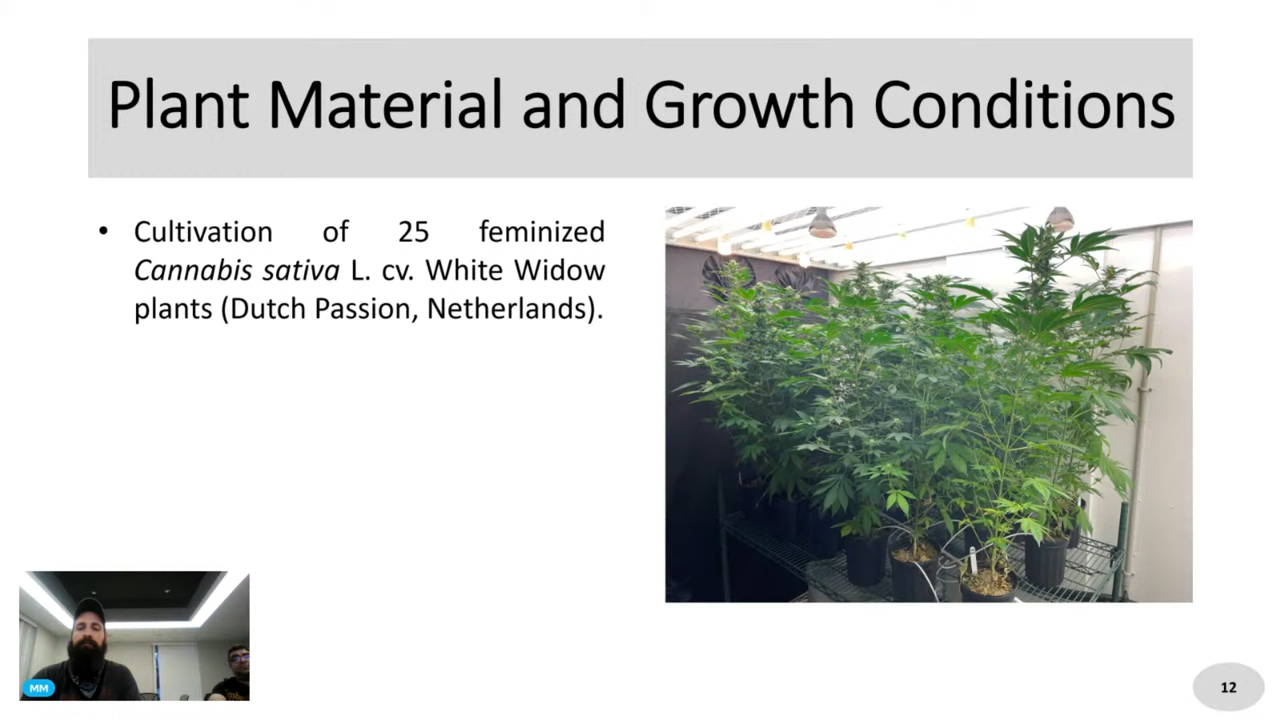 Plant Material and Growth Conditions
• Cultivation of 25 feminized
Cannabis sativa L. cv. White Widow
plants (Dutch Passion, Netherlands).
MM
12